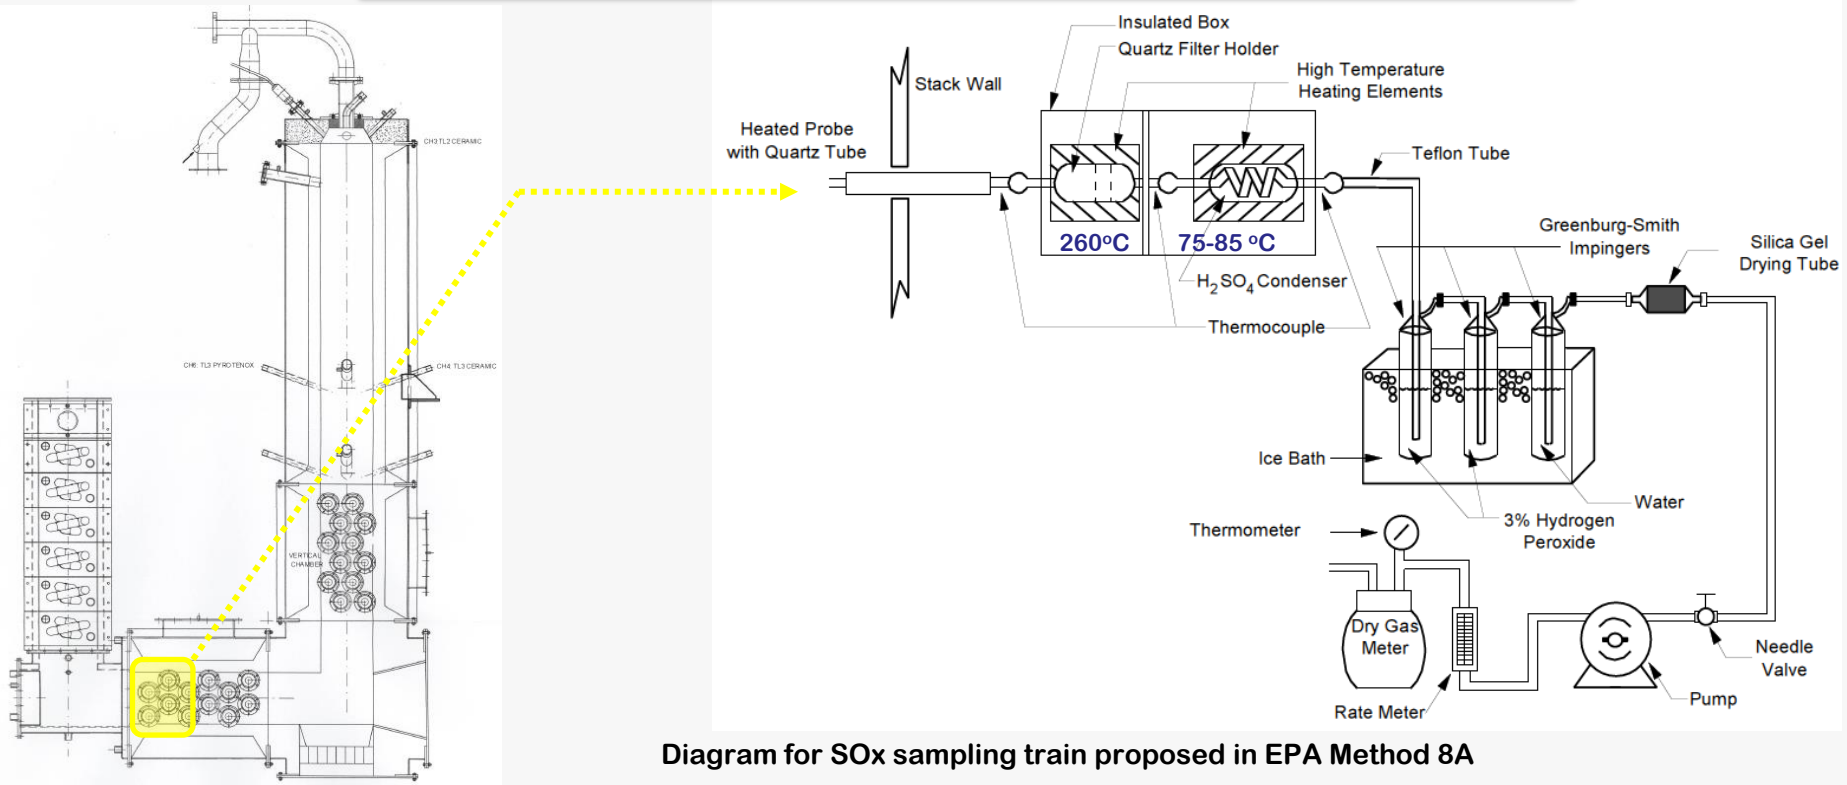 CH3 TL2 CERAMIC
CH6: TL3 PYROTENOX
CH4: TL3 CERAMIC
VERTICAL
CHAMBER
Insulated Box
Quartz Filter Holder
High Temperature
Heating Elements
Stack Wall
Heated Probe
with Quartz Tube
Teflon Tube
260°C
75-85 °C
H2SO4 Condenser
Thermocouple
Greenburg-Smith
Impingers
Silica Gel
Drying Tube
Ice Bath
Water
3% Hydrogen
Peroxide
Thermometer
Dry Gas
Meter
Rate Meter
Pump
Needle
Valve
Diagram for SOx sampling train proposed in EPA Method 8A